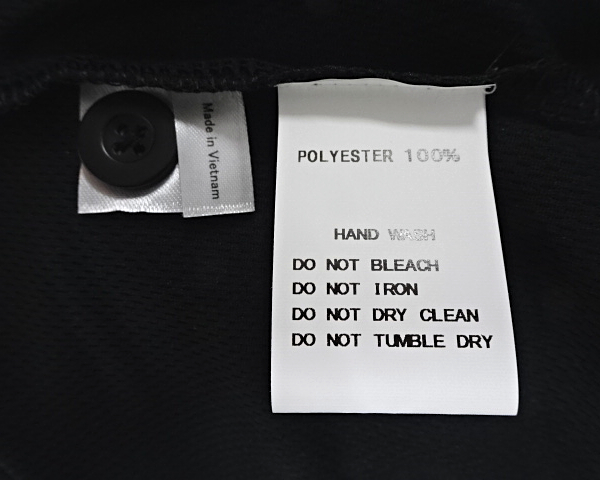 Made in Vietnam
POLYESTER 100%
HAND WASH
DO NOT BLEACH
DO NOT IRON
DO NOT DRY CLEAN
DO NOT TUMBLE DRY